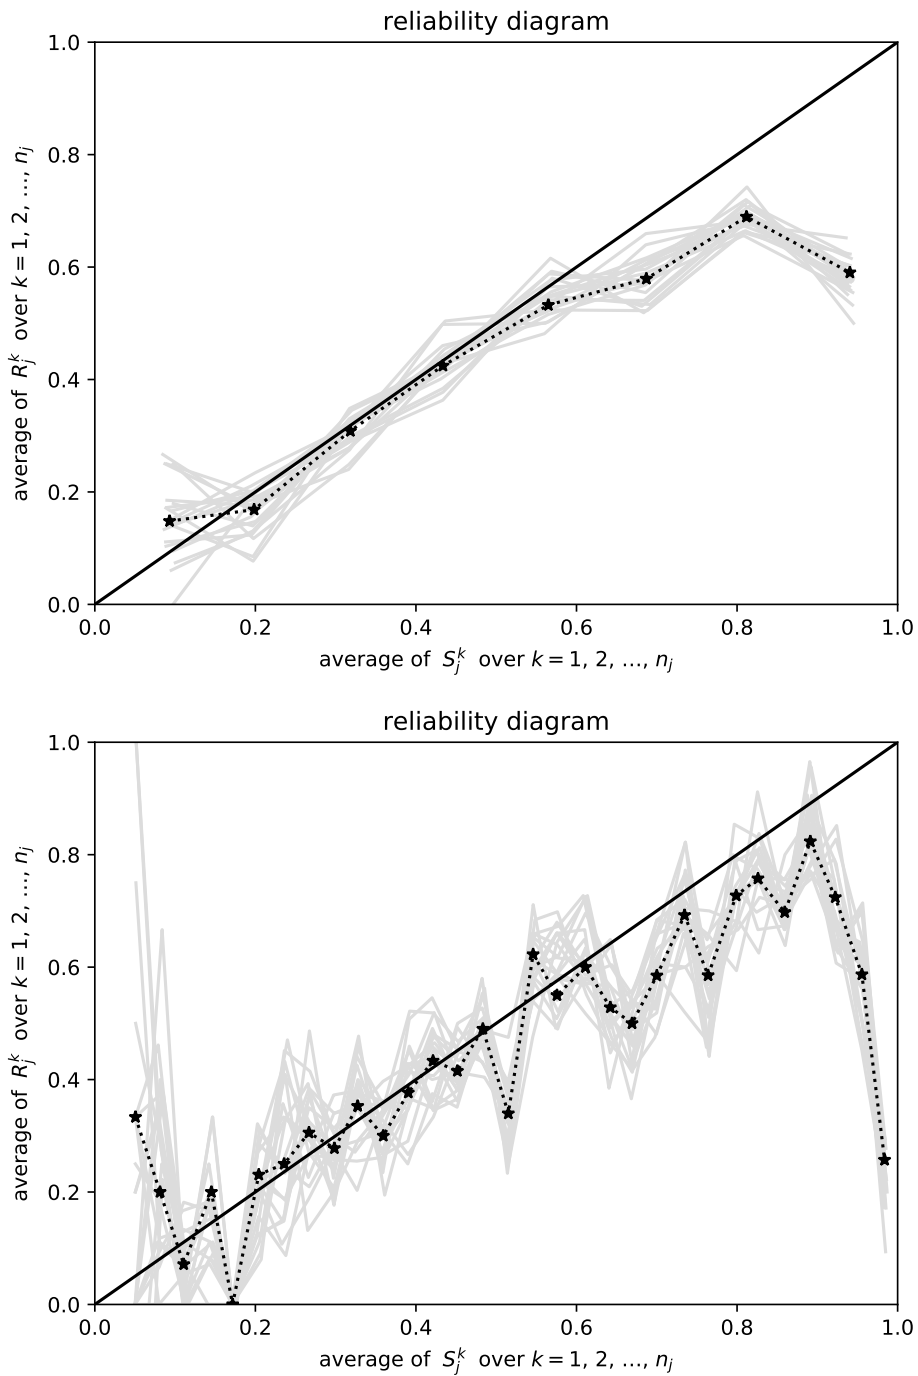 reliability diagram
1.0
0.8
0.6
0.4
0.2
0.0
average of R_j^k over k = 1, 2, ..., n_j
0.0 0.2 0.4 0.6 0.8 1.0
average of S_j^k over k = 1, 2, ..., n_j
reliability diagram
1.0
0.8
0.6
0.4
0.2
0.0
average of R_j^k over k = 1, 2, ..., n_j
0.0 0.2 0.4 0.6 0.8 1.0
average of S_j^k over k = 1, 2, ..., n_j